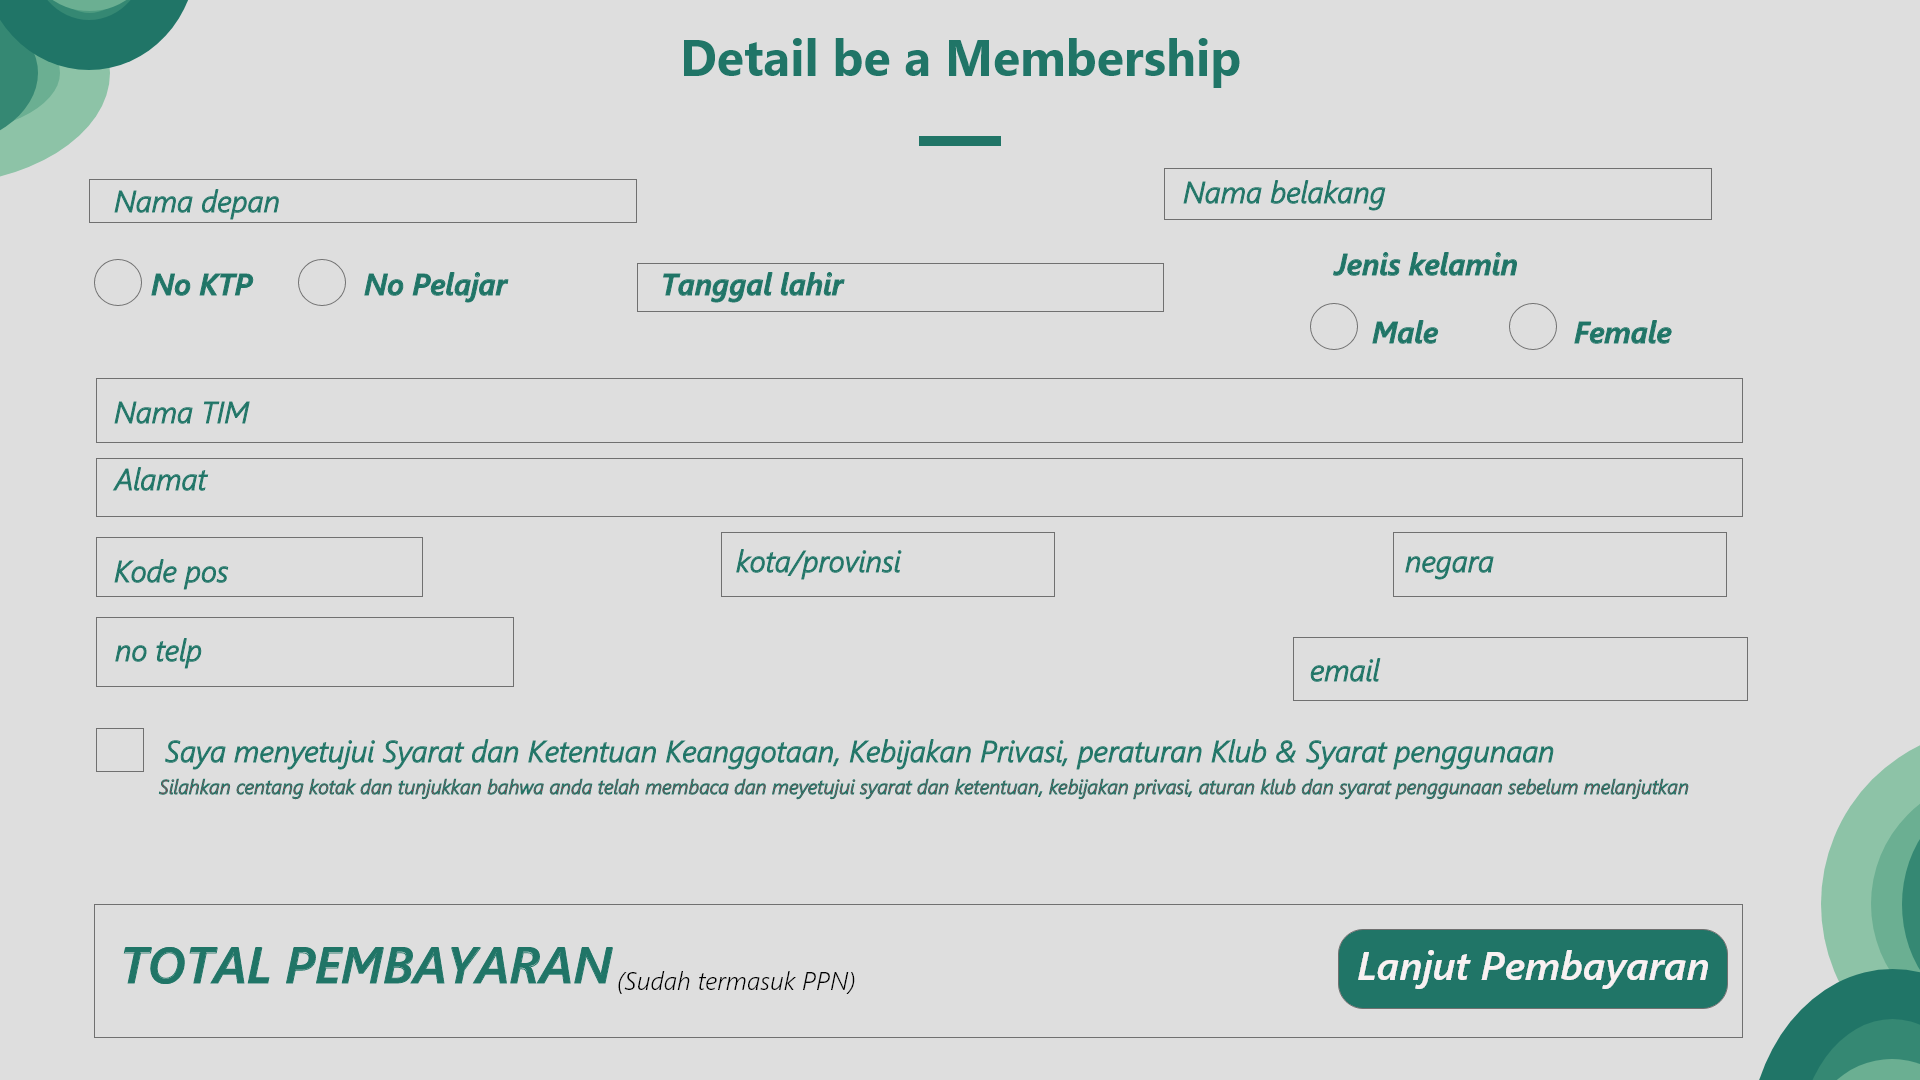 Detail be a Membership
Nama depan
Nama belakang
No KTP
No Pelajar
Tanggal lahir
Jenis kelamin
Male
Female
Nama TIM
Alamat
Kode pos
kota/provinsi
negara
no telp
email
Saya menyetujui Syarat dan Ketentuan Keanggotaan, Kebijakan Privasi, peraturan Klub & Syarat penggunaan
Silahkan centang kotak dan tunjukkan bahwa anda telah membaca dan meyetujui syarat dan ketentuan, kebijakan privasi, aturan klub dan syarat penggunaan sebelum melanjutkan
TOTAL PEMBAYARAN (Sudah termasuk PPN)
Lanjut Pembayaran